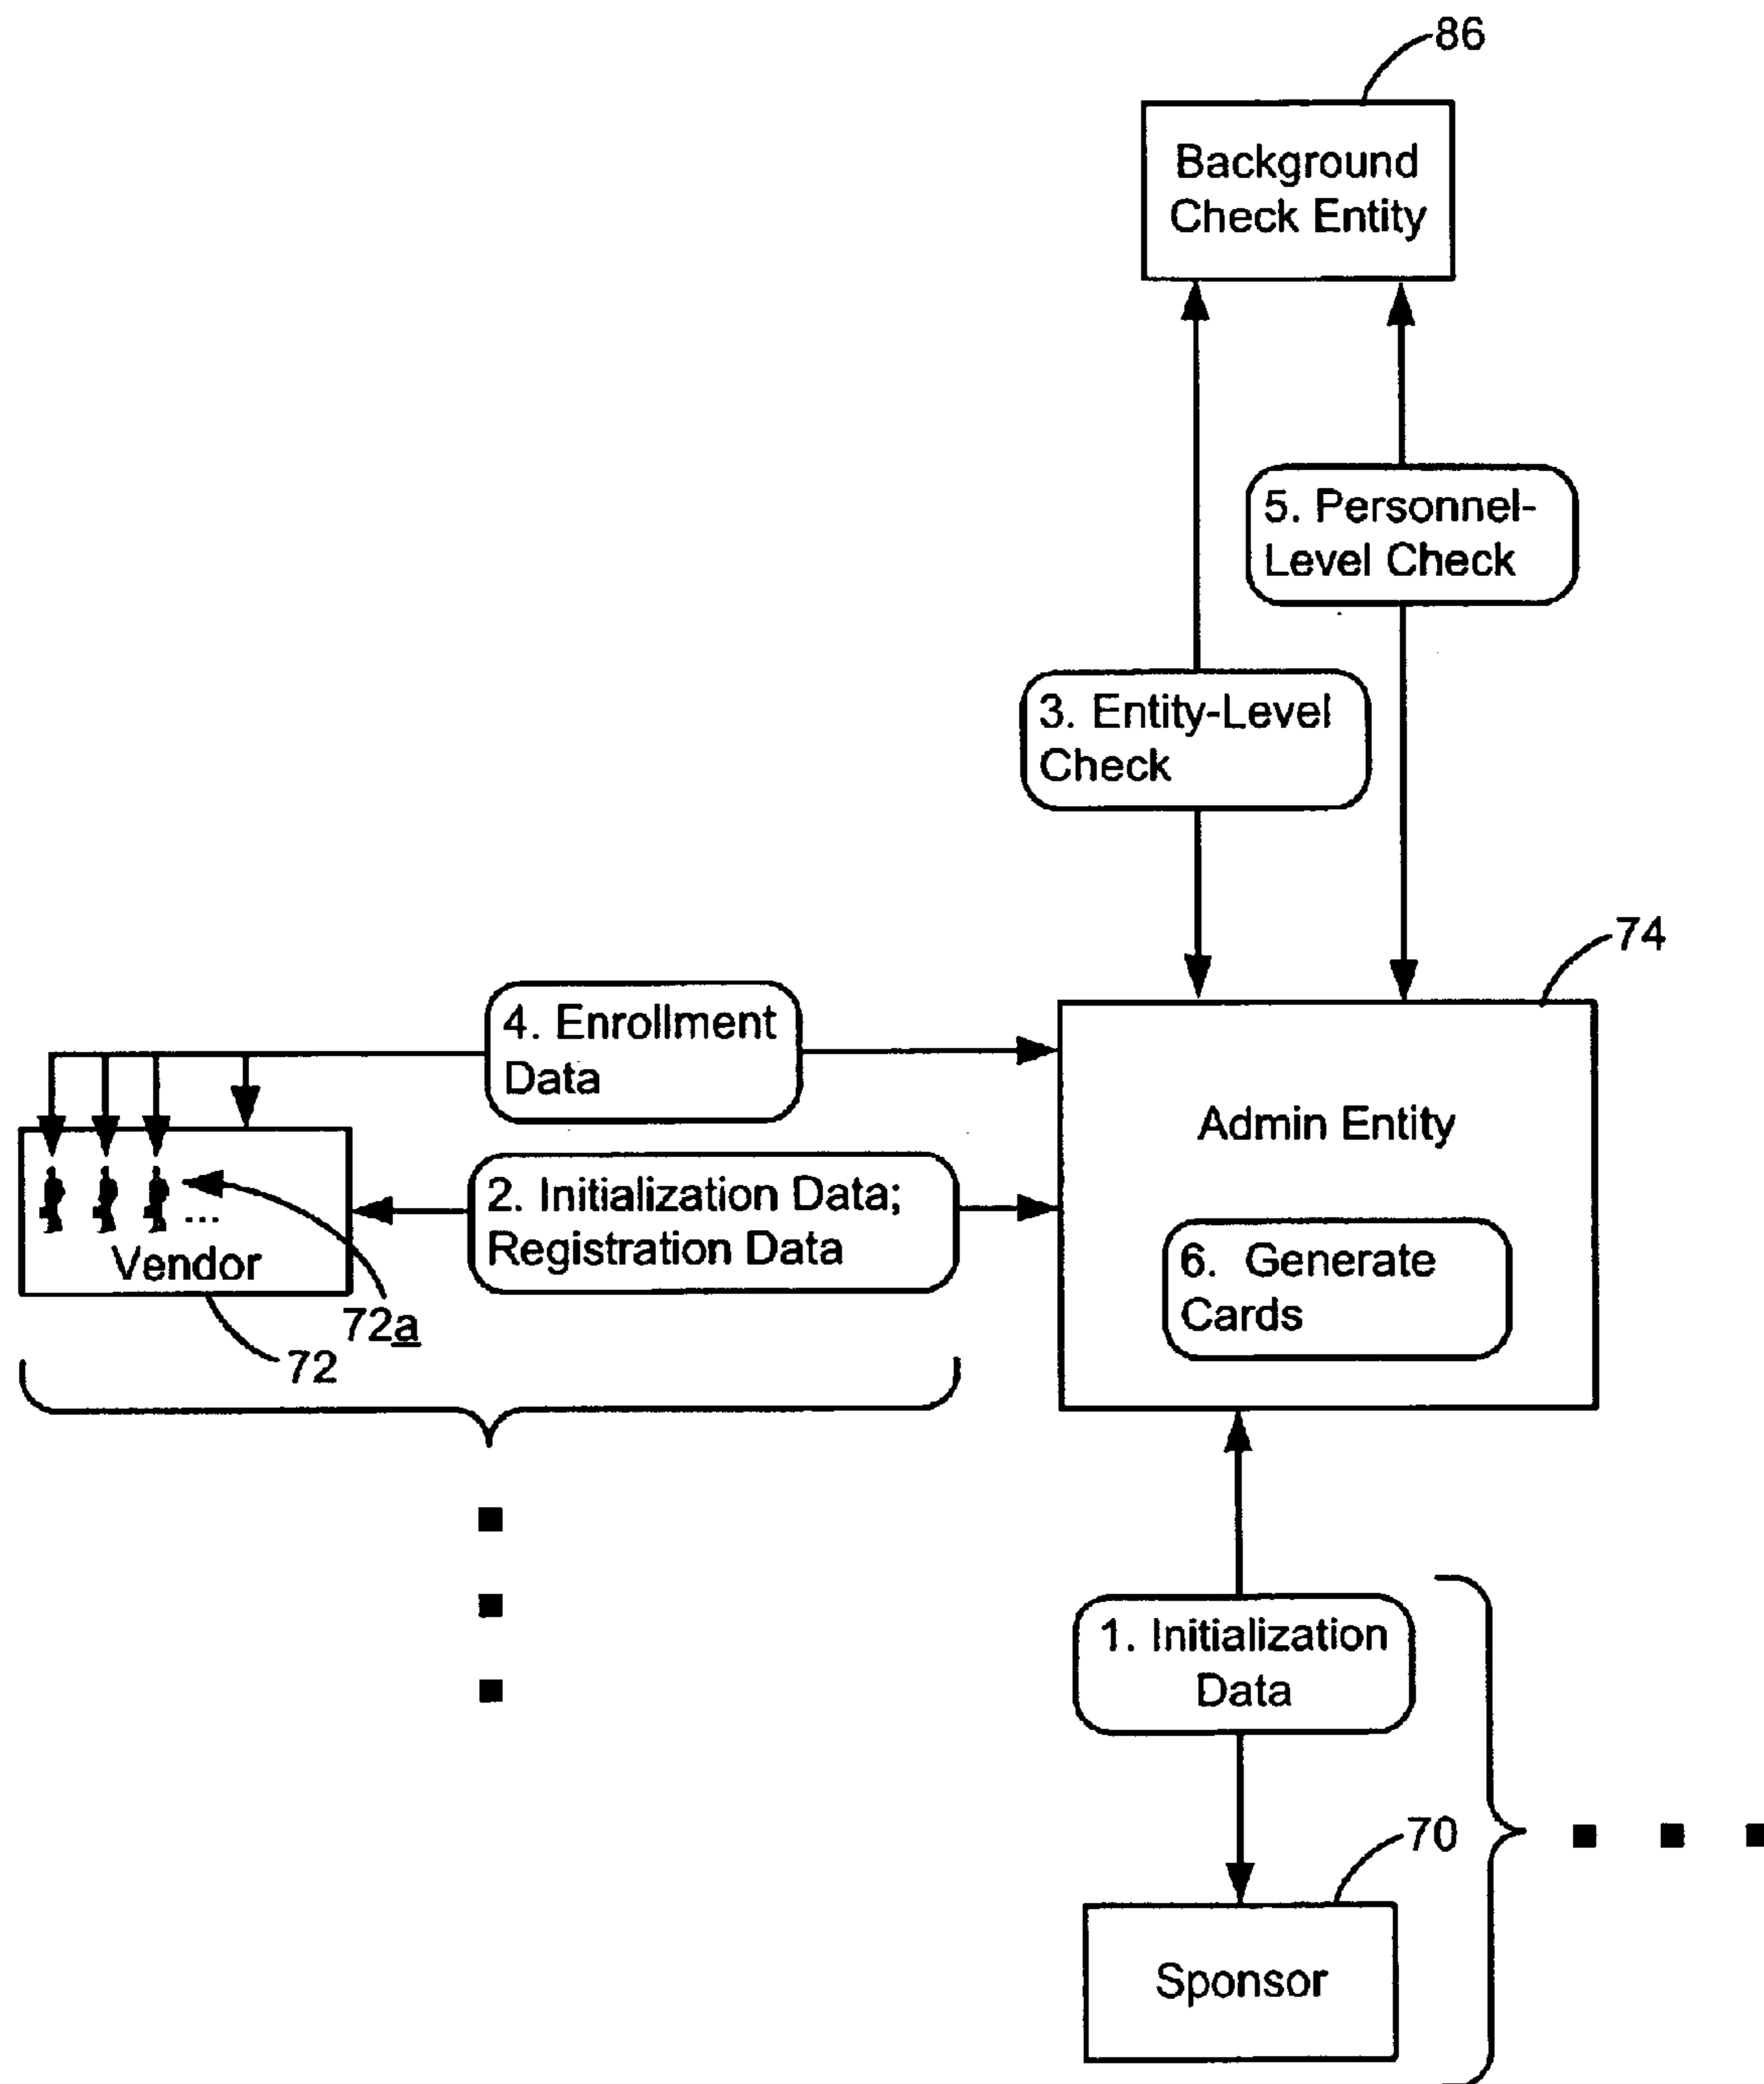 86
Background
Check Entity
5. Personnel-
Level Check
3. Entity-Level
Check
74
4. Enrollment
Data
Admin Entity
2. Initialization Data;
Registration Data
...
Vendor
72a
72
6. Generate
Cards
1. Initialization
Data
70
Sponsor